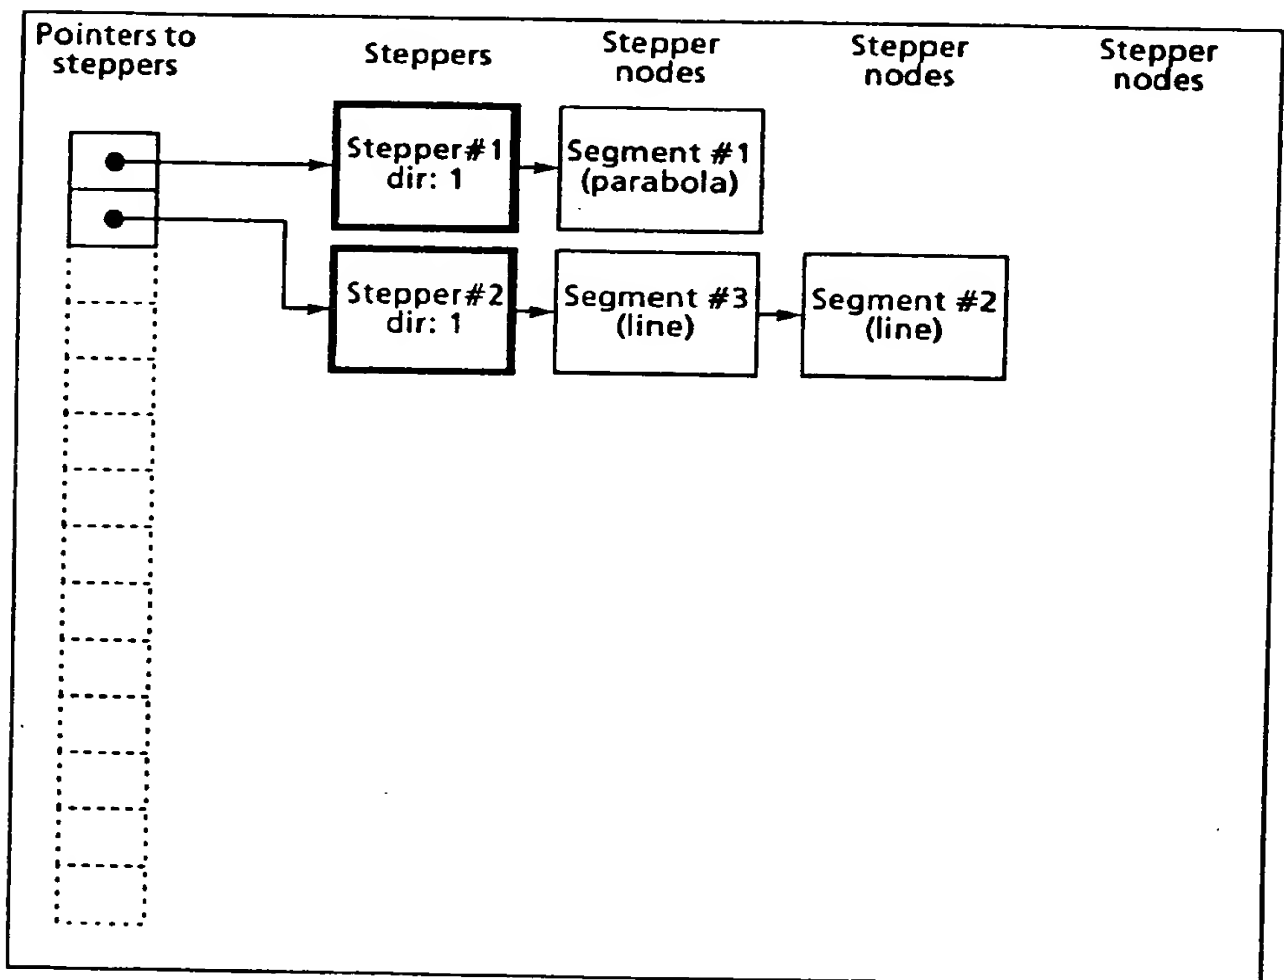 Pointers to
steppers
Steppers
Stepper
nodes
Stepper
nodes
Stepper
nodes
Stepper#1
dir: 1
Segment #1
(parabola)
Stepper#2
dir: 1
Segment #3
(line)
Segment #2
(line)